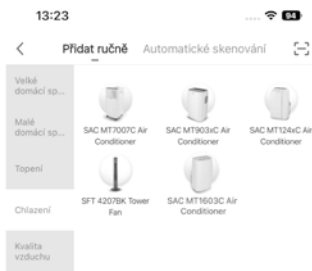 13:23
94
Přidat ručně Automatické skenování
Velké
domácí sp...
Malé
domácí sp...
Topení
Chlazení
Kvalita
vzduchu
SAC MT7007C Air
Conditioner
SAC MT903xC Air
Conditioner
SAC MT124xC Air
Conditioner
SFT 4207BK Tower
Fan
SAC MT1603C Air
Conditioner